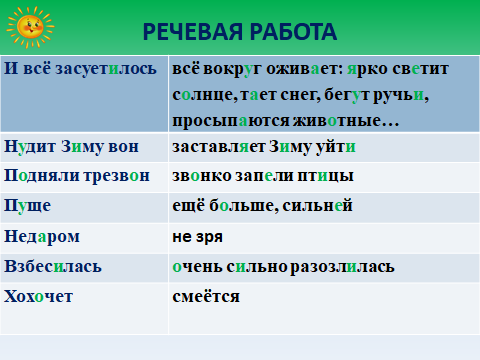 РЕЧЕВАЯ РАБОТА
И всё засуетилось всё вокруг оживает: ярко светит
солнце, тает снег, бегут ручьи,
просыпаются животные…
Нудит Зиму вон заставляет Зиму уйти
Подняли трезвон звонко запели птицы
Пуще ещё больше, сильней
Недаром не зря
Взбесилась очень сильно разозлилась
Хохочет смеётся